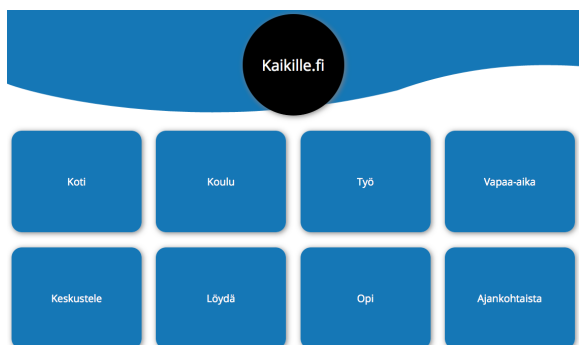 Kaikille.fi
Koti
Koulu
Työ
Vapaa-aika
Keskustele
Löydä
Opi
Ajankohtaista